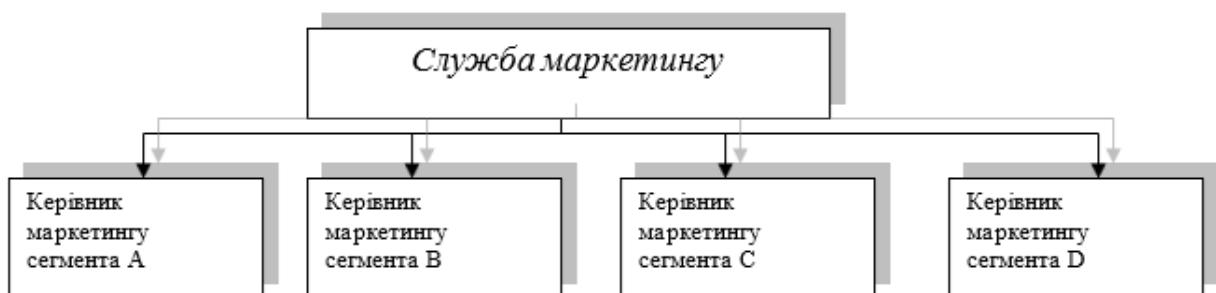 Служба маркетингу
Керівник
маркетингу
сегмента А
Керівник
маркетингу
сегмента В
Керівник
маркетингу
сегмента С
Керівник
маркетингу
сегмента D